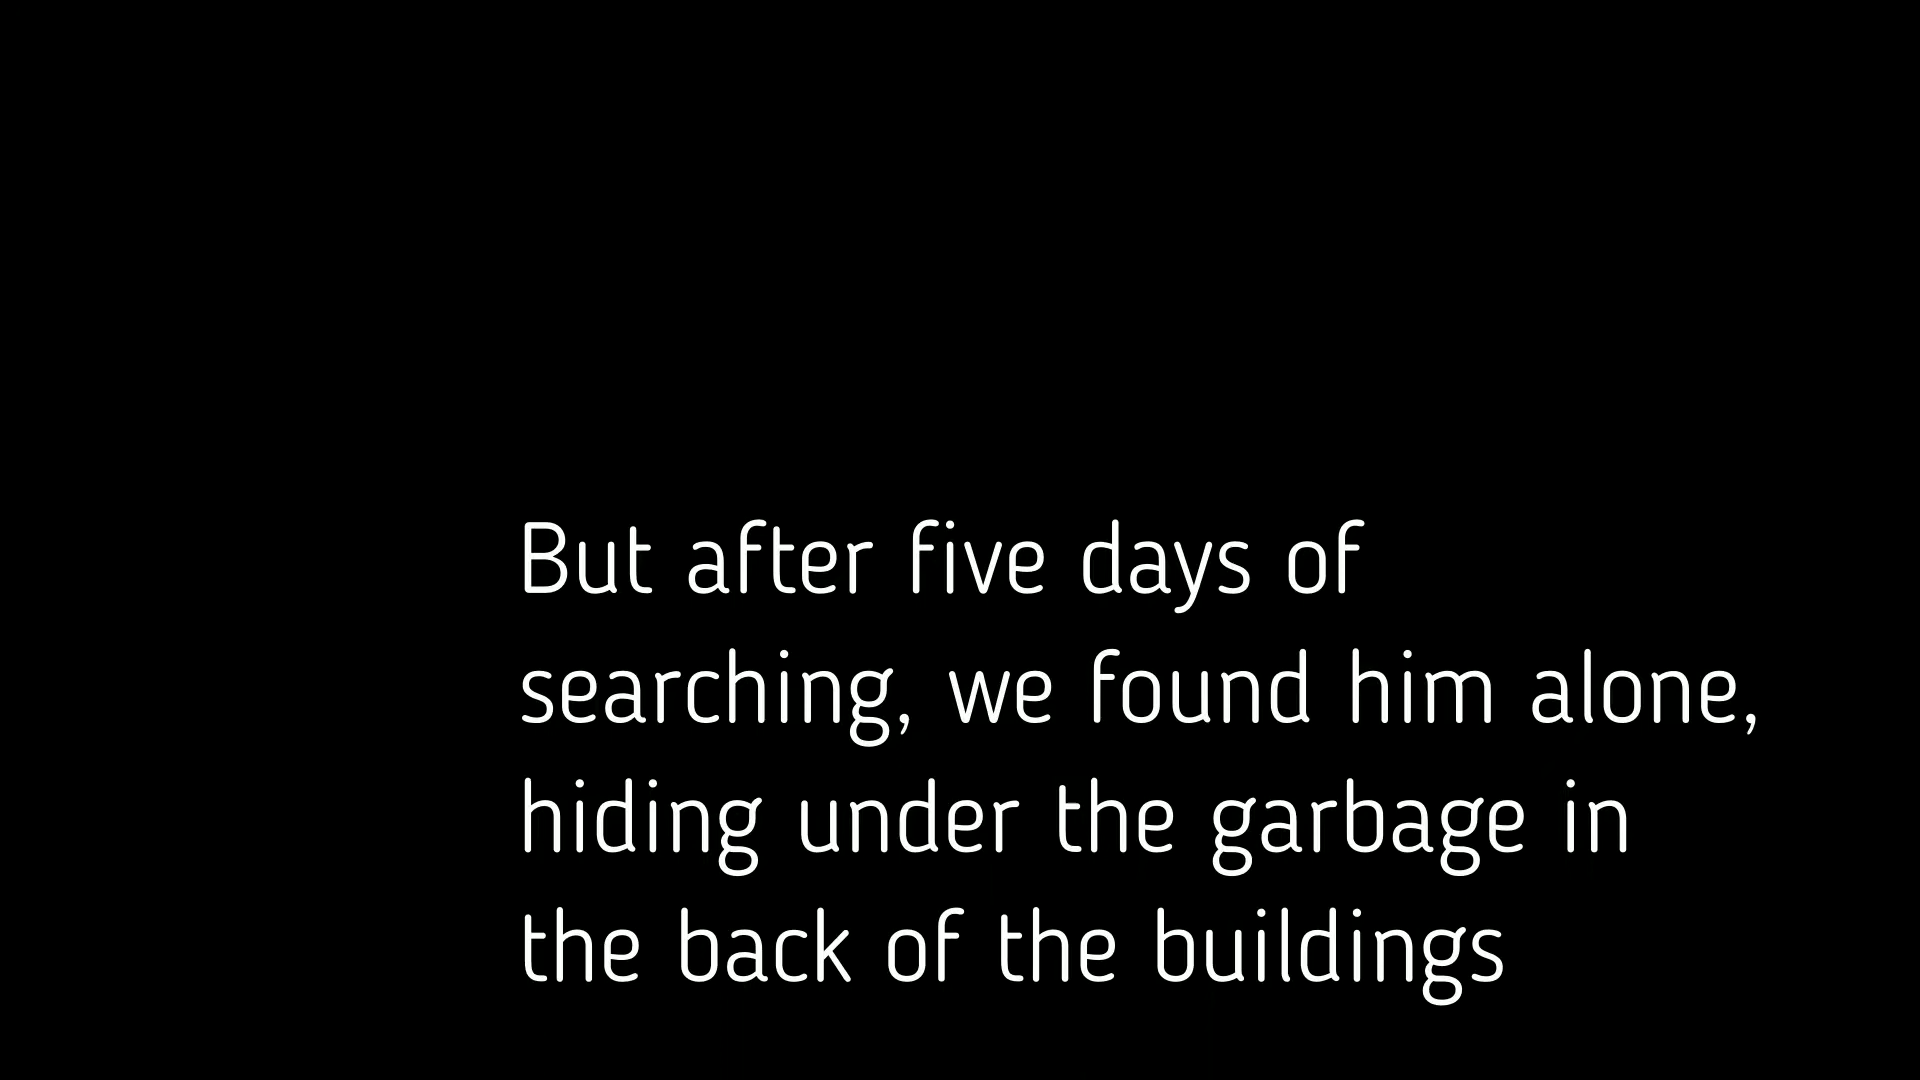 But after five days of
searching, we found him alone,
hiding under the garbage in
the back of the buildings